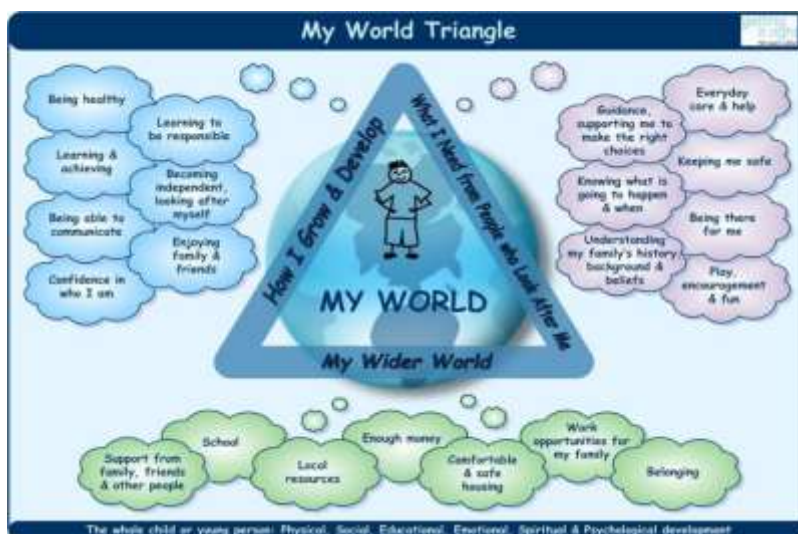 My World Triangle
Being healthy
Learning to
be responsible
Learning &
achieving
Becoming
independent,
looking after
myself
Being able to
communicate
Enjoying
family &
friends
Confidence in
who I am
How I Grow & Develop
What I Need from People who Look After Me
MY WORLD
My Wider World
Everyday
care & help
Guidance,
supporting me to
make the right
choices
Keeping me safe
Knowing what is
going to happen
& when
Being there
for me
Understanding
my family's history
background &
beliefs
Play,
encouragement
& fun
Support from
family, friends
& other people
School
Local
resources
Enough money
Comfortable
& safe
housing
Work
opportunities for
my family
Belonging
The whole child or young person: Physical, Social, Educational, Emotional, Spiritual & Psychological development